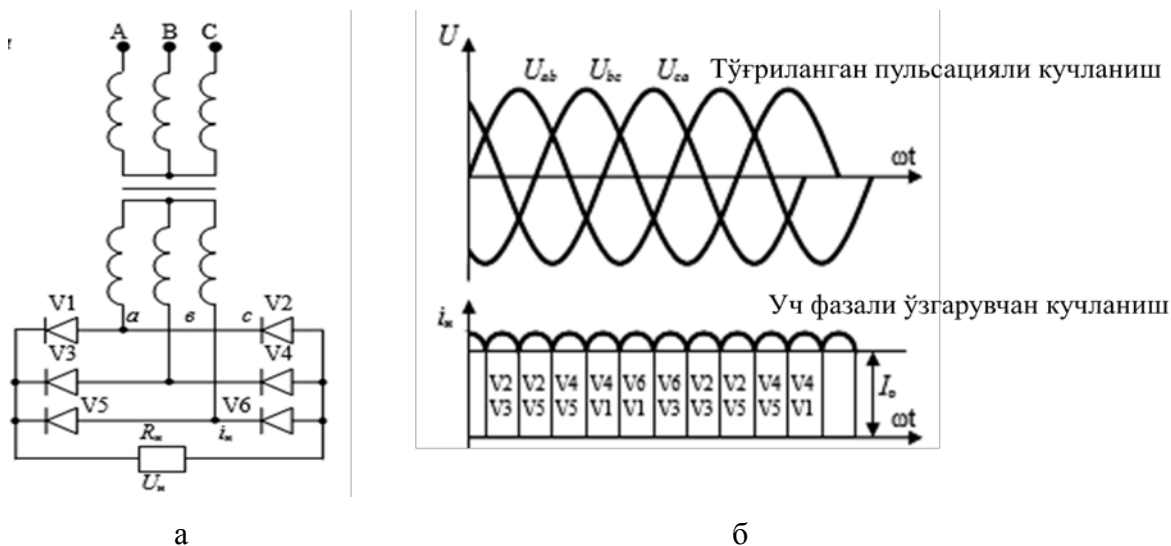 A B C
V1 a в c V2
V3 V4
V5 V6
Rн iн
Uн
а
U
Uab Ubc Uca Тўғриланган пульсацияли кучланиш
ωt
Уч фазали ўзгарувчан кучланиш
iн
V2 V2 V4 V4 V6 V6 V2 V2 V4 V4
V3 V5 V5 V1 V1 V3 V3 V5 V5 V1
ωt
б